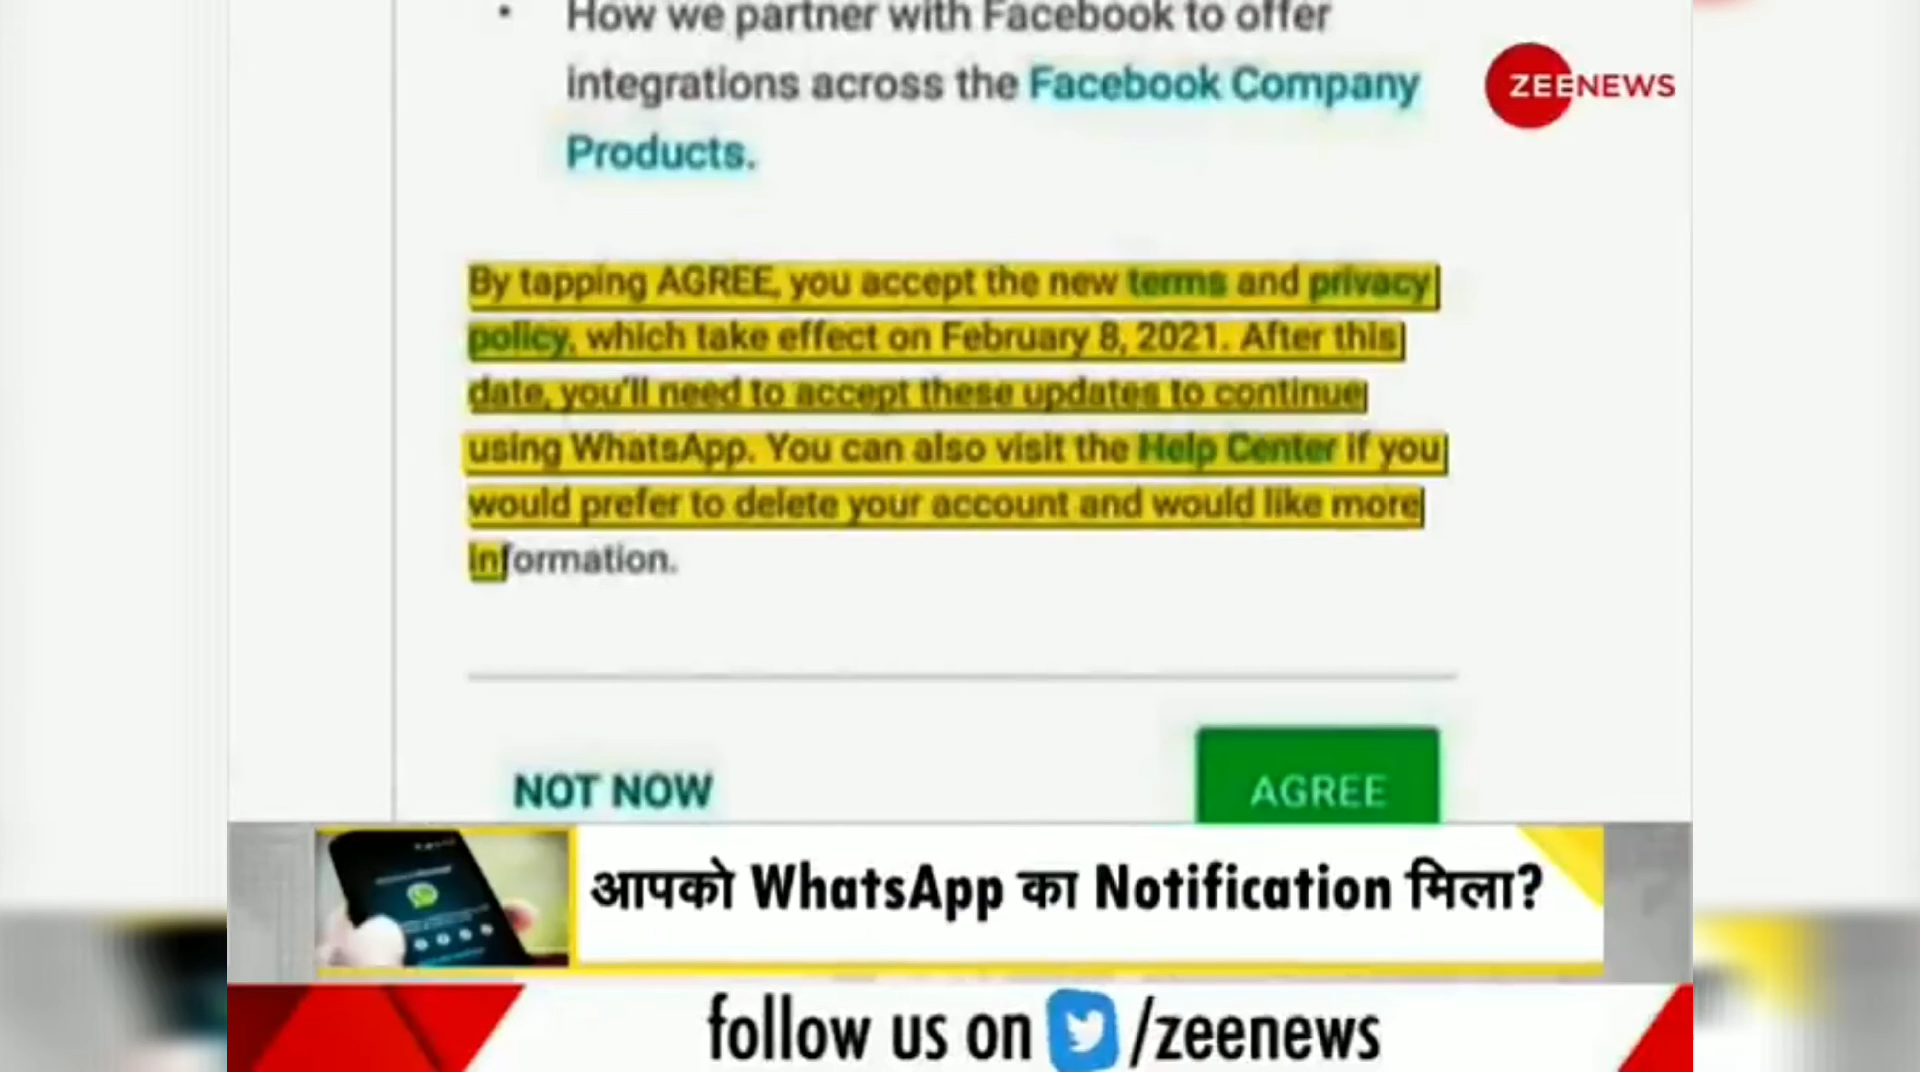 How we partner with Facebook to offer
integrations across the Facebook Company
Products.
ZEENEWS
By tapping AGREE, you accept the new terms and privacy
policy, which take effect on February 8, 2021. After this
date, you'll need to accept these updates to continue
using WhatsApp. You can also visit the Help Center if you
would prefer to delete your account and would like more
information.
NOT NOW
AGREE
आपको WhatsApp का Notification मिला?
follow us on /zeenews